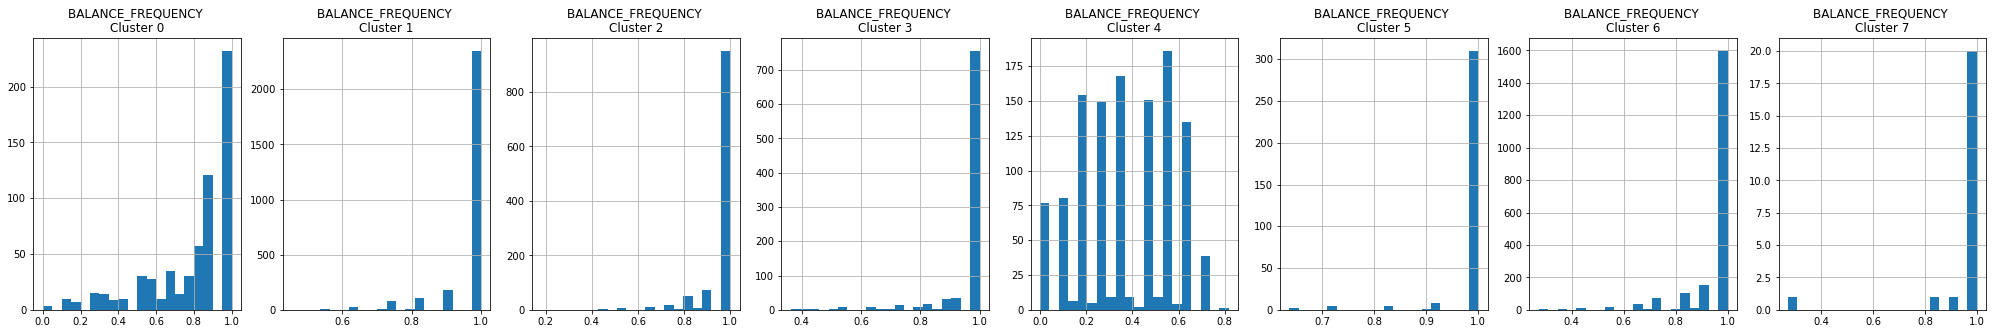 BALANCE_FREQUENCY
Cluster 0
200
150
100
50
0
0.0 0.2 0.4 0.6 0.8 1.0
BALANCE_FREQUENCY
Cluster 1
2000
1500
1000
500
0
0.6 0.8 1.0
BALANCE_FREQUENCY
Cluster 2
800
600
400
200
0
0.2 0.4 0.6 0.8 1.0
BALANCE_FREQUENCY
Cluster 3
700
600
500
400
300
200
100
0
0.4 0.6 0.8 1.0
BALANCE_FREQUENCY
Cluster 4
175
150
125
100
75
50
25
0
0.0 0.2 0.4 0.6 0.8
BALANCE_FREQUENCY
Cluster 5
300
250
200
150
100
50
0
0.7 0.8 0.9 1.0
BALANCE_FREQUENCY
Cluster 6
1600
1400
1200
1000
800
600
400
200
0
0.4 0.6 0.8 1.0
BALANCE_FREQUENCY
Cluster 7
20.0
17.5
15.0
12.5
10.0
7.5
5.0
2.5
0.0
0.4 0.6 0.8 1.0